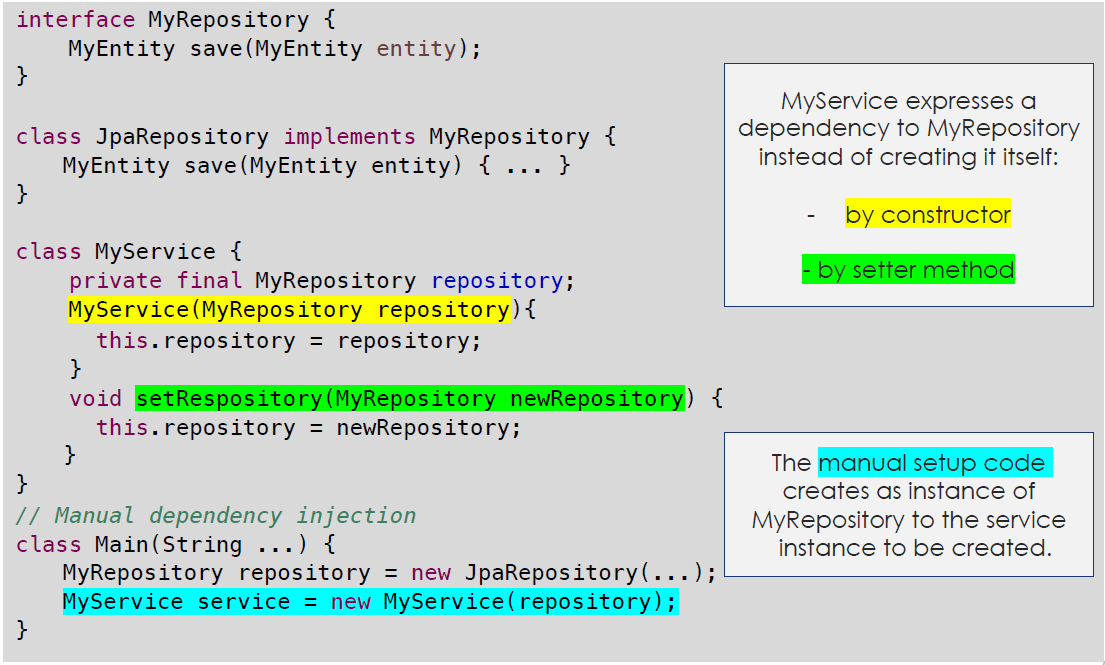 interface MyRepository {
MyEntity save(MyEntity entity);
}
class JpaRepository implements MyRepository {
MyEntity save(MyEntity entity) { ... }
}
class MyService {
private final MyRepository repository;
MyService(MyRepository repository){
this.repository = repository;
}
void setRespository(MyRepository newRepository) {
this.repository = newRepository;
}
}
// Manual dependency injection
class Main(String ...) {
MyRepository repository = new JpaRepository(...);
MyService service = new MyService(repository);
}
MyService expresses a
dependency to MyRepository
instead of creating it itself:
- by constructor
- by setter method
The manual setup code
creates as instance of
MyRepository to the service
instance to be created.